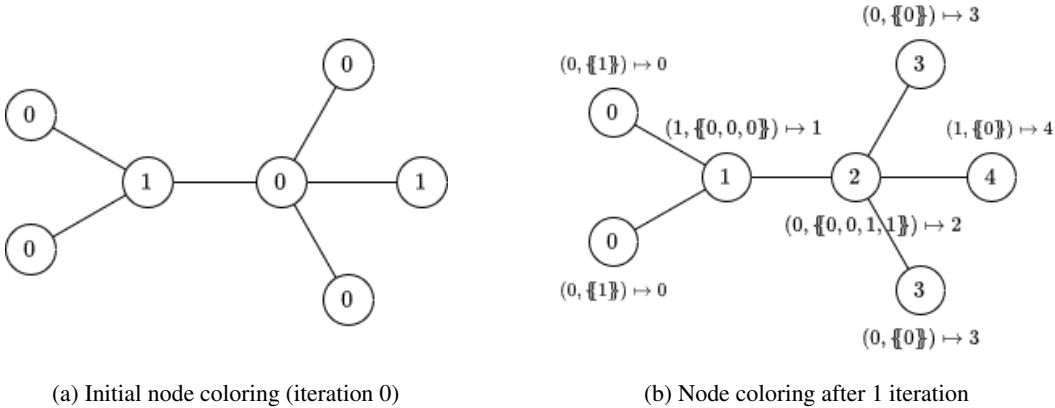 0
0
1
0
0
1
0
(a) Initial node coloring (iteration 0)
(0, {{0}}) ↦ 3
3
(0, {{1}}) ↦ 0
0
(1, {{0, 0, 0}}) ↦ 1
(1, {{0}}) ↦ 4
1
2
4
(0, {{0, 0, 1, 1}}) ↦ 2
0
(0, {{1}}) ↦ 0
3
(0, {{0}}) ↦ 3
(b) Node coloring after 1 iteration